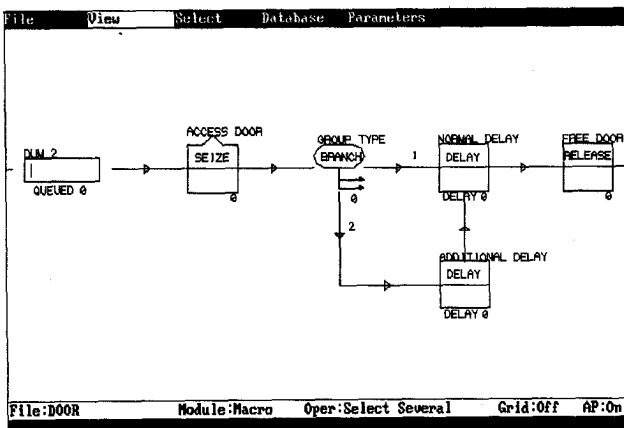 File View Select Database Parameters
ACCESS DOOR
GROUP TYPE
NORMAL DELAY
FREE DOOR
DUM 2
SEIZE
BRANCH
1
DELAY
RELEASE
QUEUED 0
0
0
DELAY 0
0
2
ADDITIONAL DELAY
DELAY
DELAY 0
File:DOOR Module:Macro Oper:Select Several Grid:Off AP:On